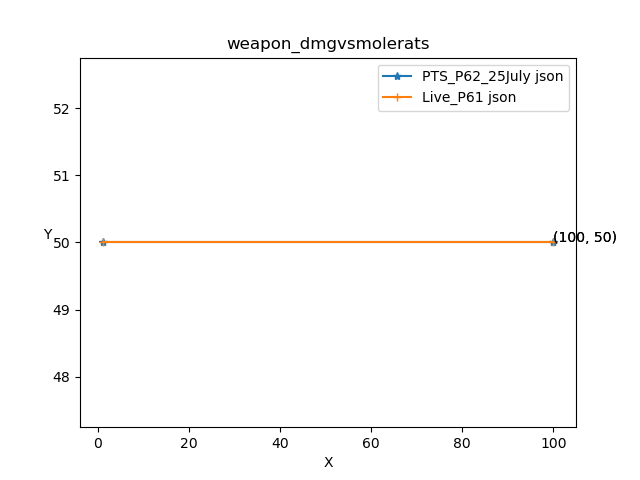 weapon_dmgvsmolerats
PTS_P62_25July json
Live_P61 json
52
51
Y
50
(100, 50)
49
48
0 20 40 60 80 100
X